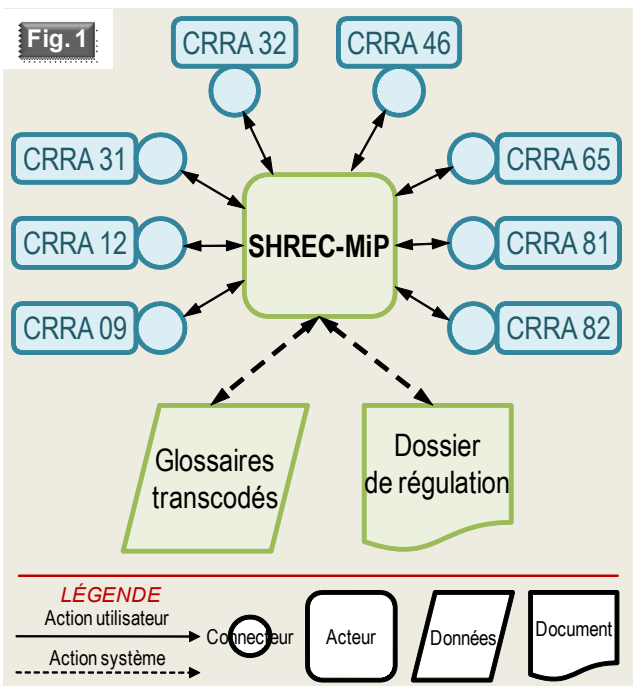 Fig. 1
CRRA 32
CRRA 46
CRRA 31
CRRA 65
CRRA 12
SHREC-MiP
CRRA 81
CRRA 09
CRRA 82
Glossaires
transcodés
Dossier
de régulation
LÉGENDE
Action utilisateur
Action système
Connecteur
Acteur
Données
Document